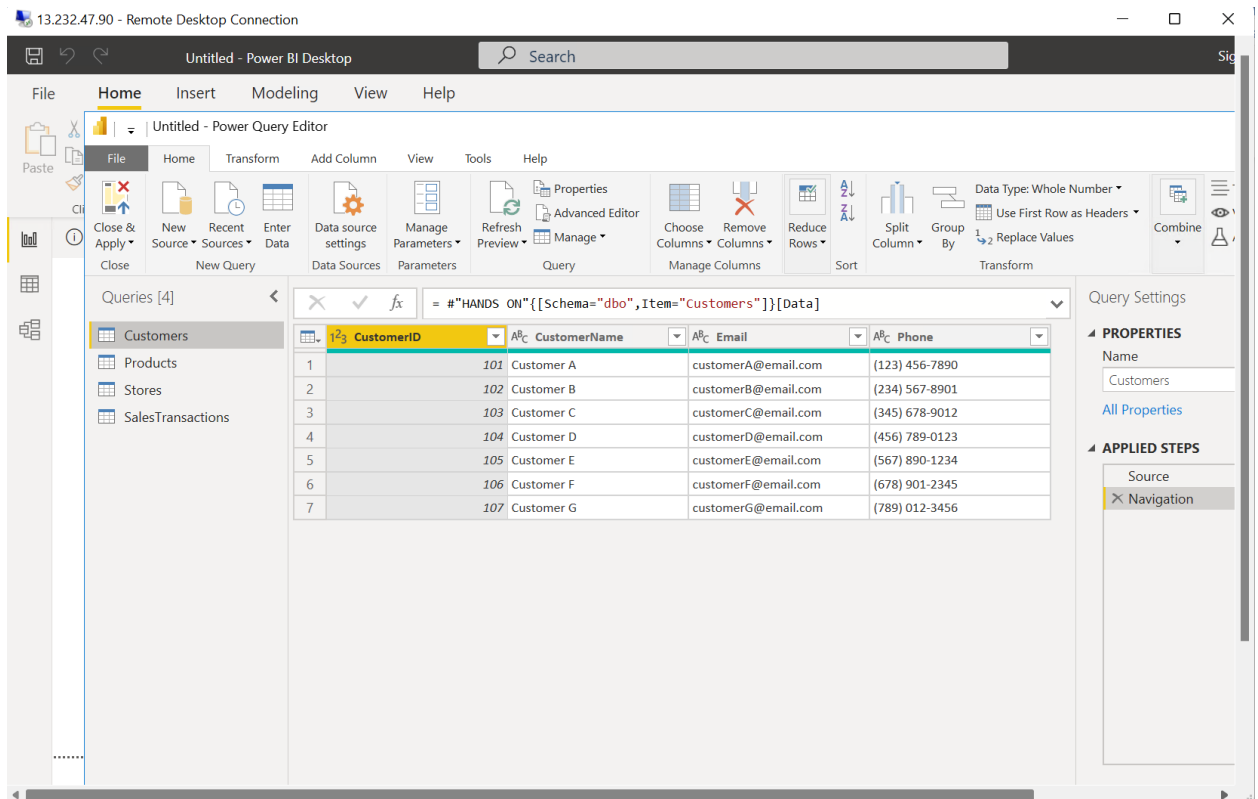 13.232.47.90 - Remote Desktop Connection
Untitled - Power BI Desktop
Search
File Home Insert Modeling View Help
Untitled - Power Query Editor
File Home Transform Add Column View Tools Help
Paste
Close & Apply
New Source
Recent Sources
Enter Data
Data source settings
Manage Parameters
Refresh Preview
Properties
Advanced Editor
Manage
Choose Columns
Remove Columns
Reduce Rows
Split Column
Group By
Data Type: Whole Number
Use First Row as Headers
Replace Values
Combine
Close New Query Data Sources Parameters Query Manage Columns Sort Transform
Queries [4]
Customers
Products
Stores
SalesTransactions
fx = #"HANDS ON"{[Schema="dbo",Item="Customers"]}[Data]
123 CustomerID ABC CustomerName ABC Email ABC Phone
1 101 Customer A customerA@email.com (123) 456-7890
2 102 Customer B customerB@email.com (234) 567-8901
3 103 Customer C customerC@email.com (345) 678-9012
4 104 Customer D customerD@email.com (456) 789-0123
5 105 Customer E customerE@email.com (567) 890-1234
6 106 Customer F customerF@email.com (678) 901-2345
7 107 Customer G customerG@email.com (789) 012-3456
Query Settings
PROPERTIES
Name
Customers
All Properties
APPLIED STEPS
Source
Navigation